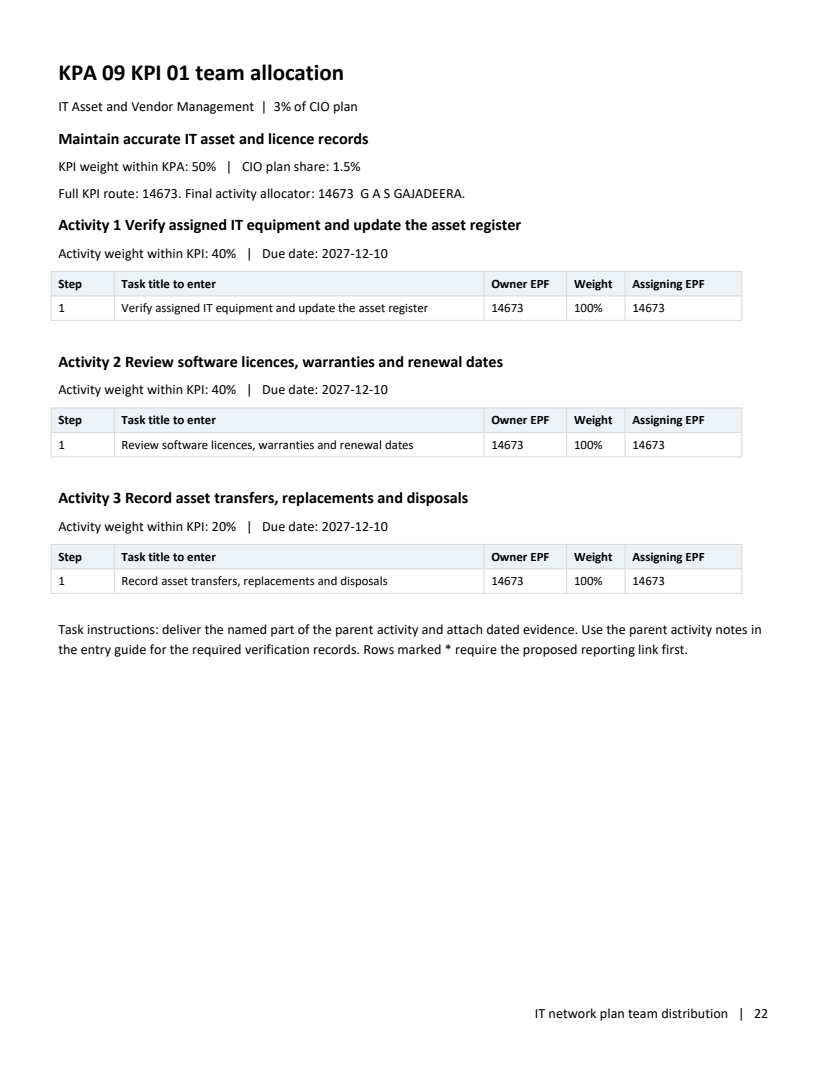 KPA 09 KPI 01 team allocation
IT Asset and Vendor Management | 3% of CIO plan
Maintain accurate IT asset and licence records
KPI weight within KPA: 50% | CIO plan share: 1.5%
Full KPI route: 14673. Final activity allocator: 14673 G A S GAJADEERA.
Activity 1 Verify assigned IT equipment and update the asset register
Activity weight within KPI: 40% | Due date: 2027-12-10
Step Task title to enter Owner EPF Weight Assigning EPF
1 Verify assigned IT equipment and update the asset register 14673 100% 14673
Activity 2 Review software licences, warranties and renewal dates
Activity weight within KPI: 40% | Due date: 2027-12-10
Step Task title to enter Owner EPF Weight Assigning EPF
1 Review software licences, warranties and renewal dates 14673 100% 14673
Activity 3 Record asset transfers, replacements and disposals
Activity weight within KPI: 20% | Due date: 2027-12-10
Step Task title to enter Owner EPF Weight Assigning EPF
1 Record asset transfers, replacements and disposals 14673 100% 14673
Task instructions: deliver the named part of the parent activity and attach dated evidence. Use the parent activity notes in
the entry guide for the required verification records. Rows marked * require the proposed reporting link first.
IT network plan team distribution | 22